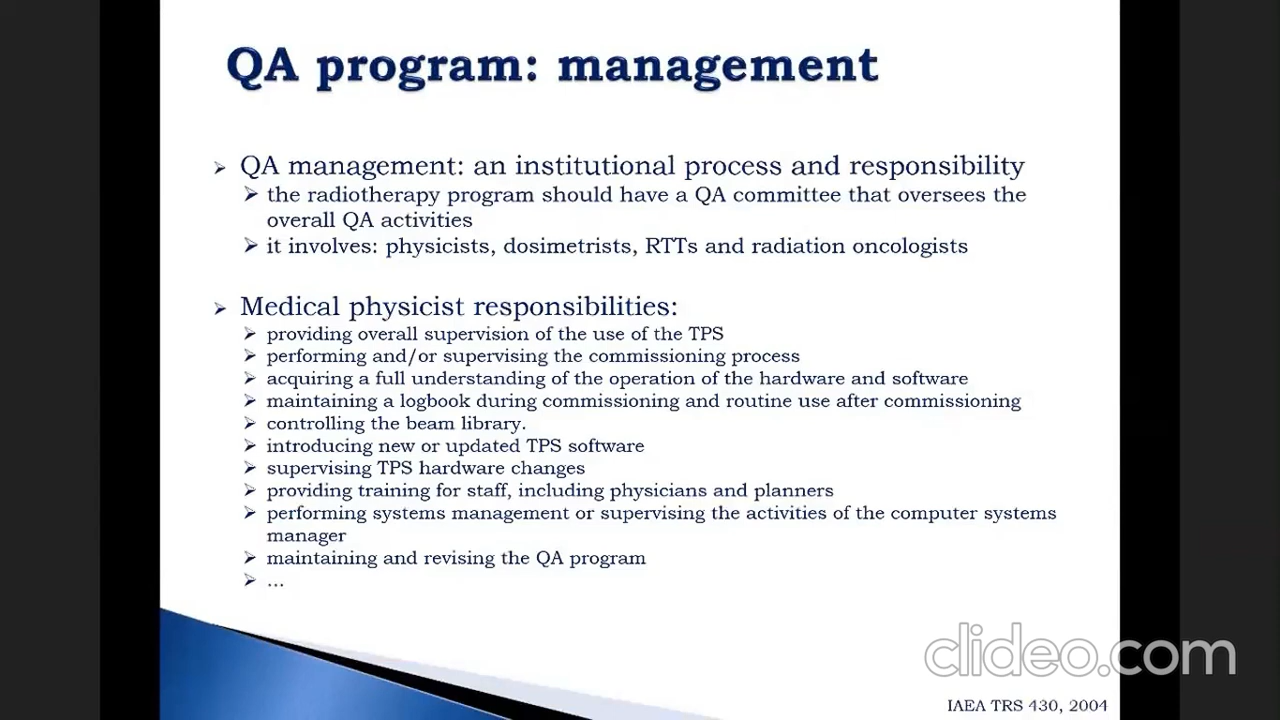 QA program: management
QA management: an institutional process and responsibility
the radiotherapy program should have a QA committee that oversees the
overall QA activities
it involves: physicists, dosimetrists, RTTs and radiation oncologists
Medical physicist responsibilities:
providing overall supervision of the use of the TPS
performing and/or supervising the commissioning process
acquiring a full understanding of the operation of the hardware and software
maintaining a logbook during commissioning and routine use after commissioning
controlling the beam library.
introducing new or updated TPS software
supervising TPS hardware changes
providing training for staff, including physicians and planners
performing systems management or supervising the activities of the computer systems
manager
maintaining and revising the QA program
...
clideo.com
IAEA TRS 430, 2004